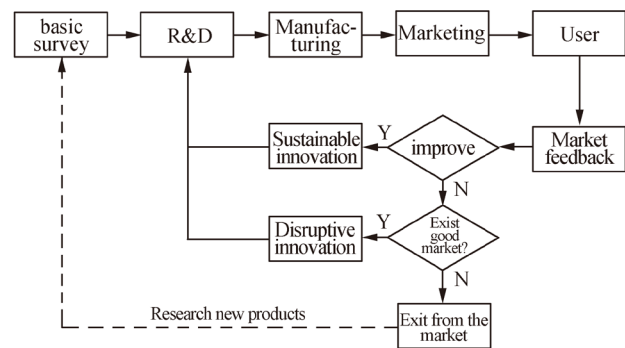 basic
survey
R&D
Manufac-
turing
Marketing
User
Sustainable
innovation
Y
improve
Market
feedback
N
Disruptive
innovation
Y
Exist
good
market?
N
Research new products
Exit from the
market